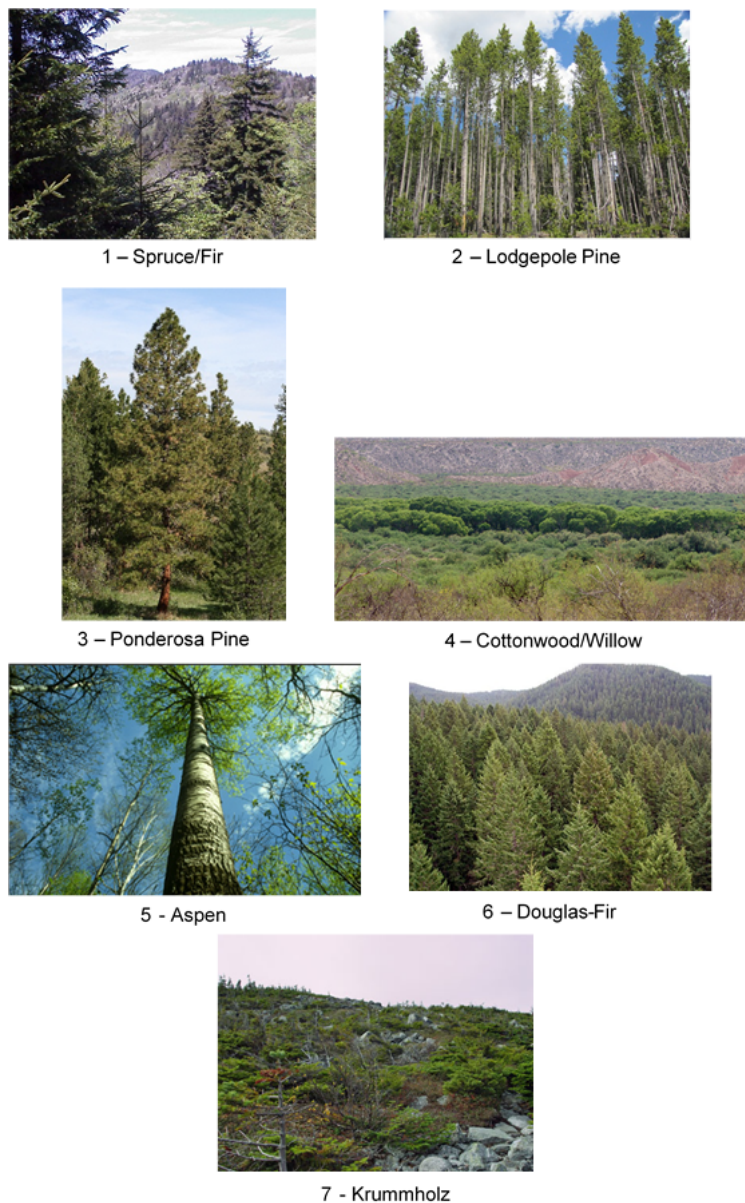 1 – Spruce/Fir
2 – Lodgepole Pine
3 – Ponderosa Pine
4 – Cottonwood/Willow
5 - Aspen
6 – Douglas-Fir
7 - Krummholz